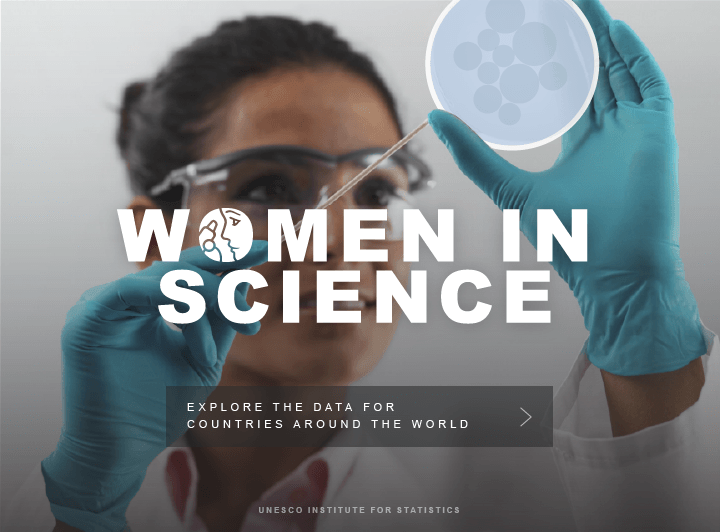 WOMEN IN
SCIENCE
EXPLORE THE DATA FOR
COUNTRIES AROUND THE WORLD
UNESCO INSTITUTE FOR STATISTICS